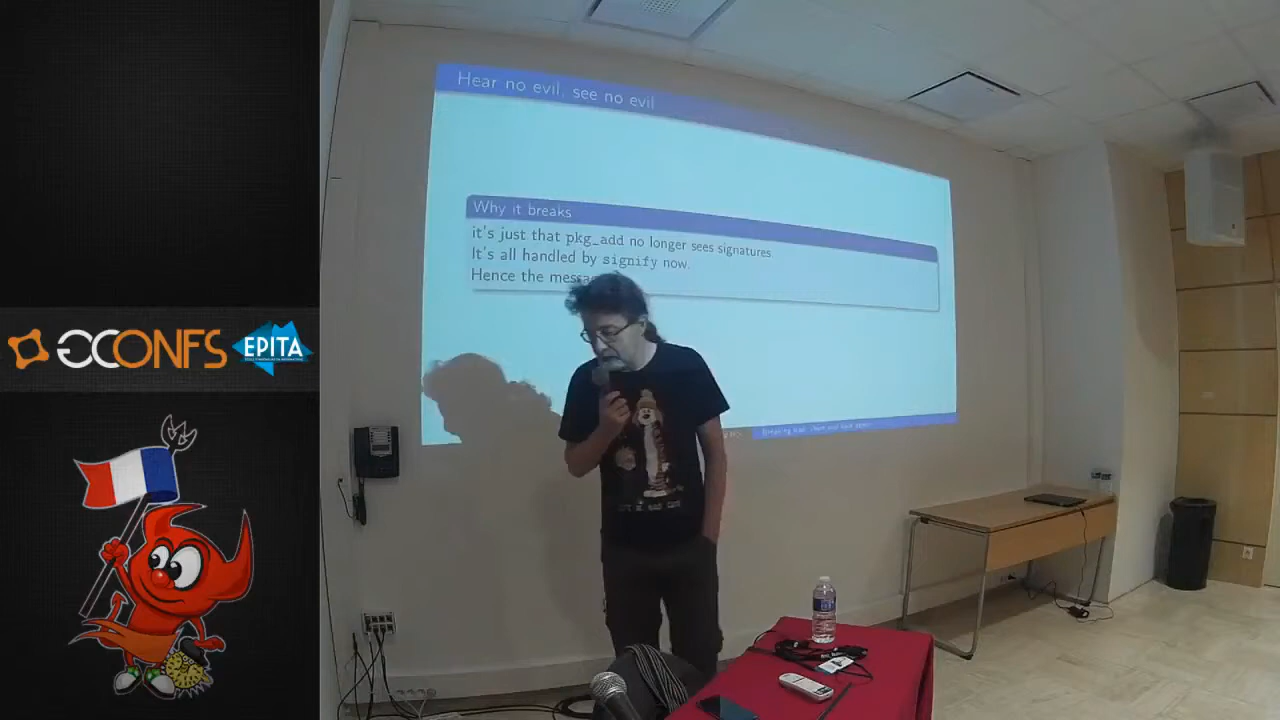 Hear no evil, see no evil
Why it breaks
it's just that pkg_add no longer sees signatures.
It's all handled by signify now.
Hence the
GCONFS
EPITA